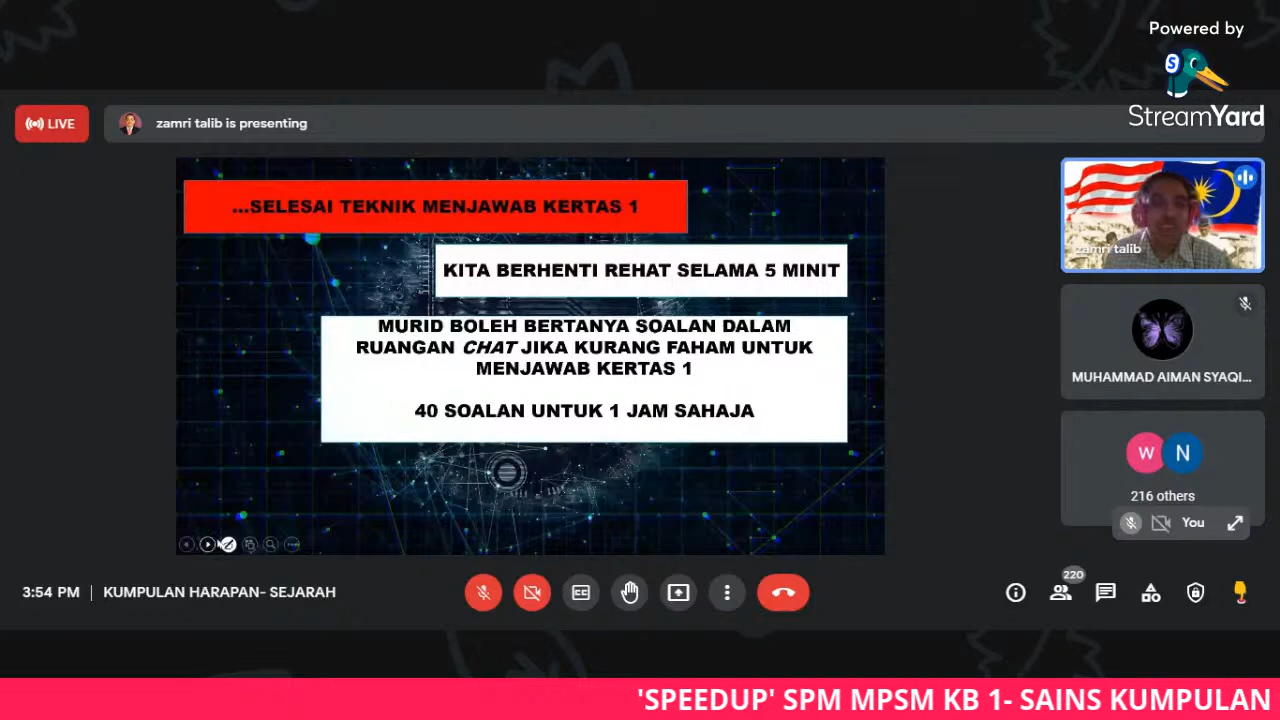 Powered by
StreamYard
LIVE
zamri talib is presenting
...SELESAI TEKNIK MENJAWAB KERTAS 1
KITA BERHENTI REHAT SELAMA 5 MINIT
MURID BOLEH BERTANYA SOALAN DALAM
RUANGAN CHAT JIKA KURANG FAHAM UNTUK
MENJAWAB KERTAS 1
40 SOALAN UNTUK 1 JAM SAHAJA
zamri talib
MUHAMMAD AIMAN SYAQI...
W N
216 others
You
3:54 PM | KUMPULAN HARAPAN- SEJARAH
CC
220
'SPEEDUP' SPM MPSM KB 1- SAINS KUMPULAN